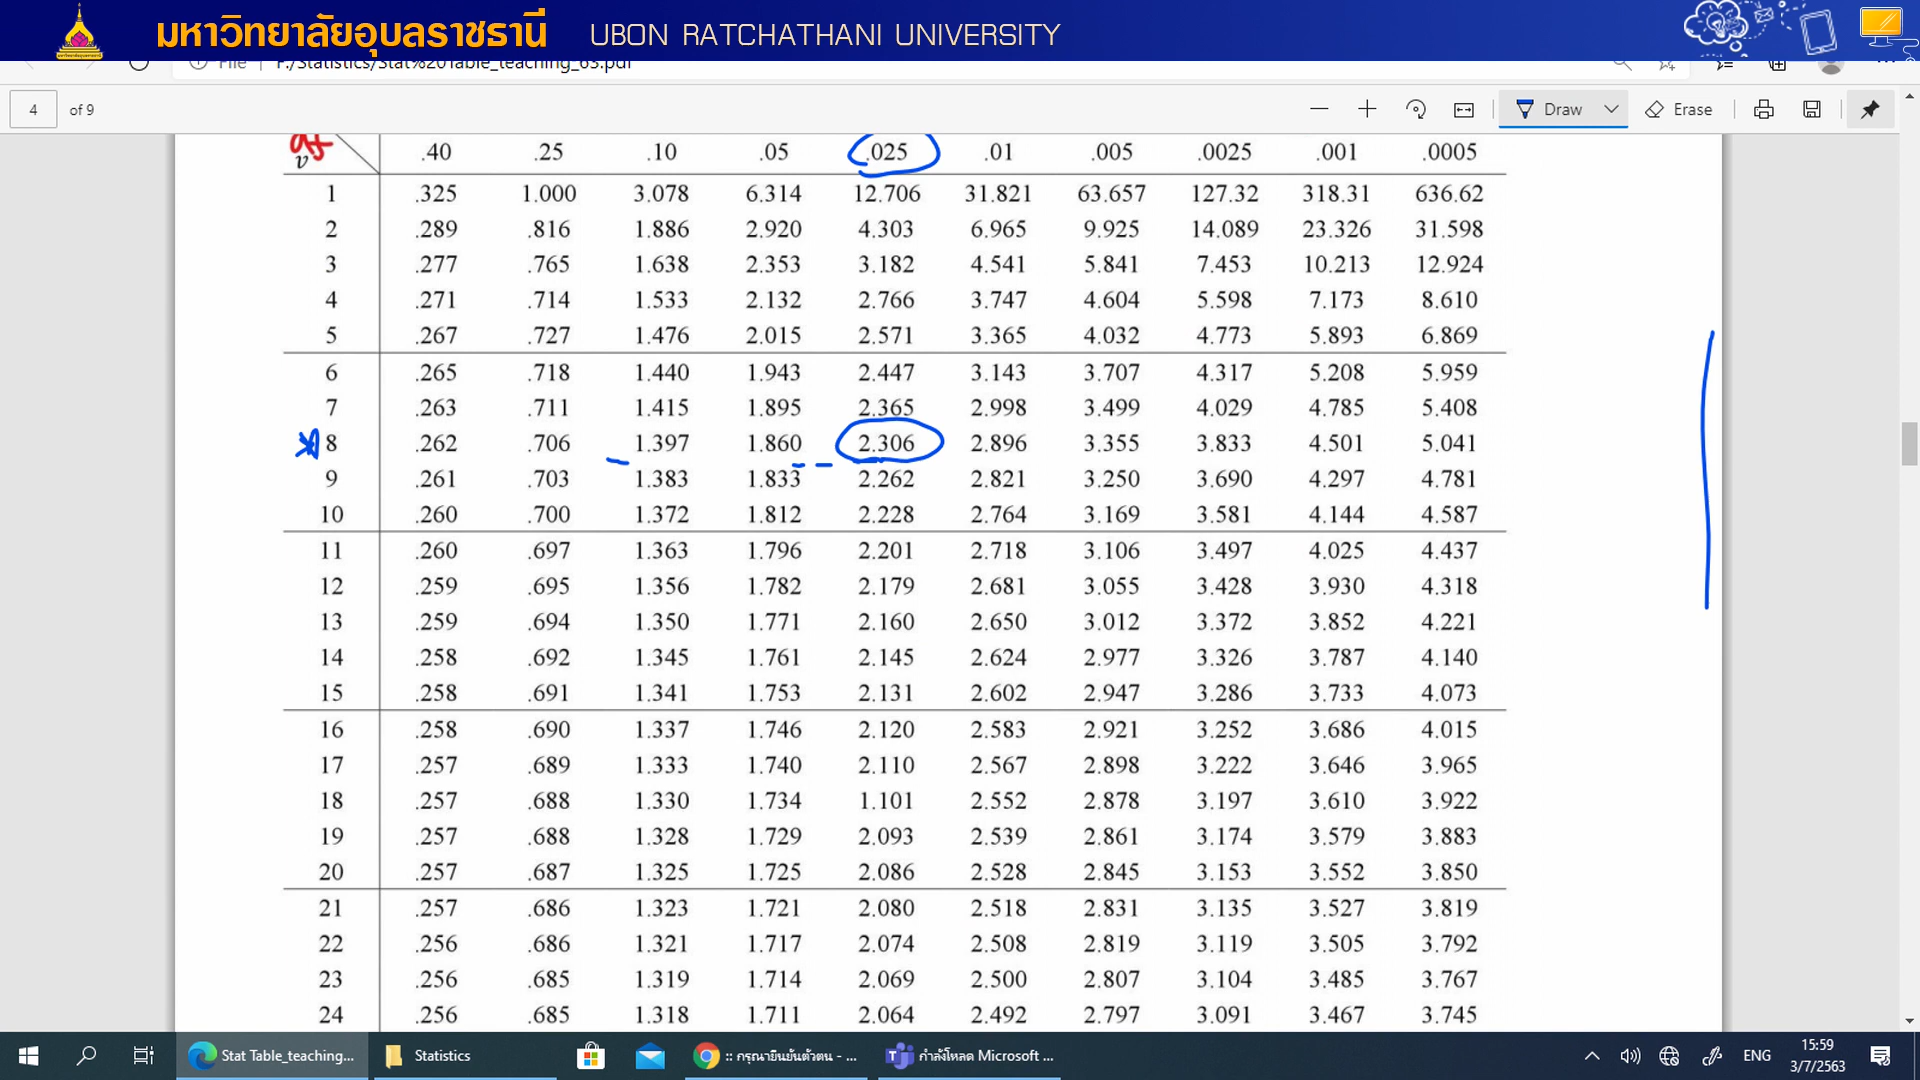 มหาวิทยาลัยอุบลราชธานี UBON RATCHATHANI UNIVERSITY
File F:/Statistics/Stat%20Table_teaching_63.pdf
4 of 9 Draw Erase
df
v .40 .25 .10 .05 .025 .01 .005 .0025 .001 .0005
1 .325 1.000 3.078 6.314 12.706 31.821 63.657 127.32 318.31 636.62
2 .289 .816 1.886 2.920 4.303 6.965 9.925 14.089 23.326 31.598
3 .277 .765 1.638 2.353 3.182 4.541 5.841 7.453 10.213 12.924
4 .271 .714 1.533 2.132 2.766 3.747 4.604 5.598 7.173 8.610
5 .267 .727 1.476 2.015 2.571 3.365 4.032 4.773 5.893 6.869
6 .265 .718 1.440 1.943 2.447 3.143 3.707 4.317 5.208 5.959
7 .263 .711 1.415 1.895 2.365 2.998 3.499 4.029 4.785 5.408
8 .262 .706 1.397 1.860 2.306 2.896 3.355 3.833 4.501 5.041
9 .261 .703 1.383 1.833 2.262 2.821 3.250 3.690 4.297 4.781
10 .260 .700 1.372 1.812 2.228 2.764 3.169 3.581 4.144 4.587
11 .260 .697 1.363 1.796 2.201 2.718 3.106 3.497 4.025 4.437
12 .259 .695 1.356 1.782 2.179 2.681 3.055 3.428 3.930 4.318
13 .259 .694 1.350 1.771 2.160 2.650 3.012 3.372 3.852 4.221
14 .258 .692 1.345 1.761 2.145 2.624 2.977 3.326 3.787 4.140
15 .258 .691 1.341 1.753 2.131 2.602 2.947 3.286 3.733 4.073
16 .258 .690 1.337 1.746 2.120 2.583 2.921 3.252 3.686 4.015
17 .257 .689 1.333 1.740 2.110 2.567 2.898 3.222 3.646 3.965
18 .257 .688 1.330 1.734 1.101 2.552 2.878 3.197 3.610 3.922
19 .257 .688 1.328 1.729 2.093 2.539 2.861 3.174 3.579 3.883
20 .257 .687 1.325 1.725 2.086 2.528 2.845 3.153 3.552 3.850
21 .257 .686 1.323 1.721 2.080 2.518 2.831 3.135 3.527 3.819
22 .256 .686 1.321 1.717 2.074 2.508 2.819 3.119 3.505 3.792
23 .256 .685 1.319 1.714 2.069 2.500 2.807 3.104 3.485 3.767
24 .256 .685 1.318 1.711 2.064 2.492 2.797 3.091 3.467 3.745
Stat Table_teaching... Statistics :: กรุณายืนยันตัวตน - ... กำลังโหลด Microsoft ... ENG 15:59
3/7/2563